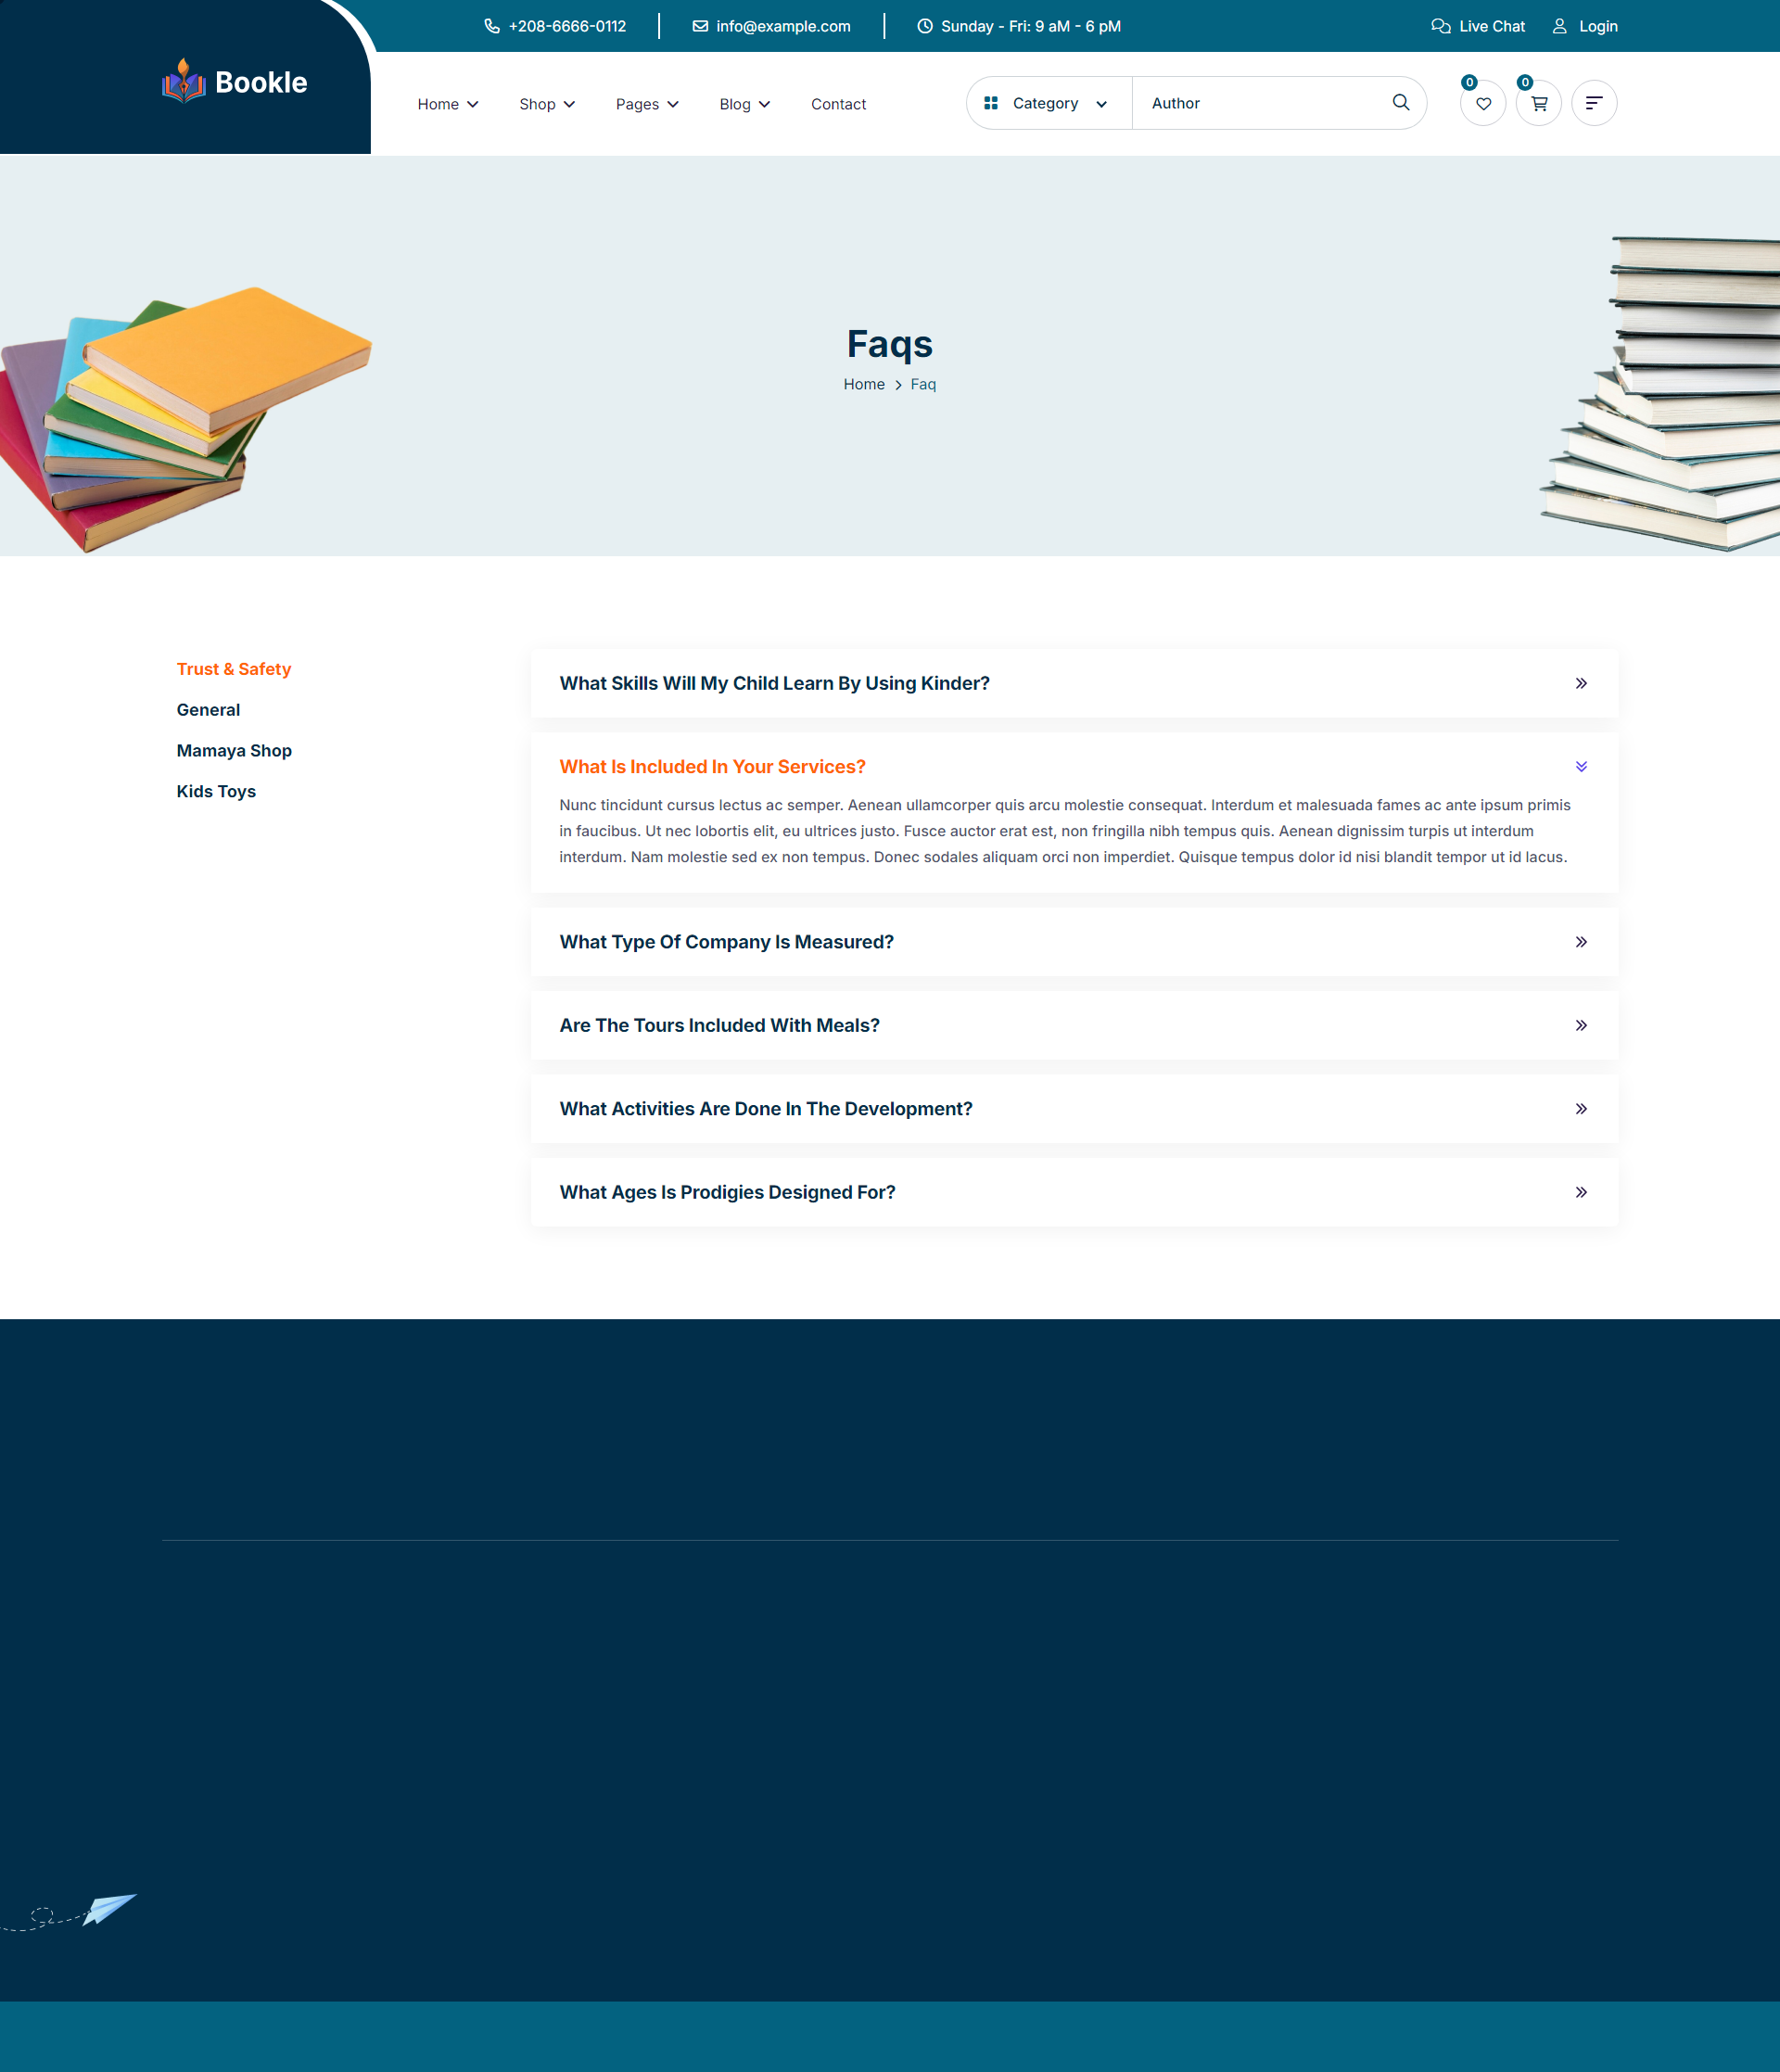 +208-6666-0112
info@example.com
Sunday - Fri: 9 aM - 6 pM
Live Chat
Login
Bookle
Home
Shop
Pages
Blog
Contact
Category
Author
0
0
Faqs
Home
Faq
Trust & Safety
General
Mamaya Shop
Kids Toys
What Skills Will My Child Learn By Using Kinder?
What Is Included In Your Services?
Nunc tincidunt cursus lectus ac semper. Aenean ullamcorper quis arcu molestie consequat. Interdum et malesuada fames ac ante ipsum primis
in faucibus. Ut nec lobortis elit, eu ultrices justo. Fusce auctor erat est, non fringilla nibh tempus quis. Aenean dignissim turpis ut interdum
interdum. Nam molestie sed ex non tempus. Donec sodales aliquam orci non imperdiet. Quisque tempus dolor id nisi blandit tempor ut id lacus.
What Type Of Company Is Measured?
Are The Tours Included With Meals?
What Activities Are Done In The Development?
What Ages Is Prodigies Designed For?